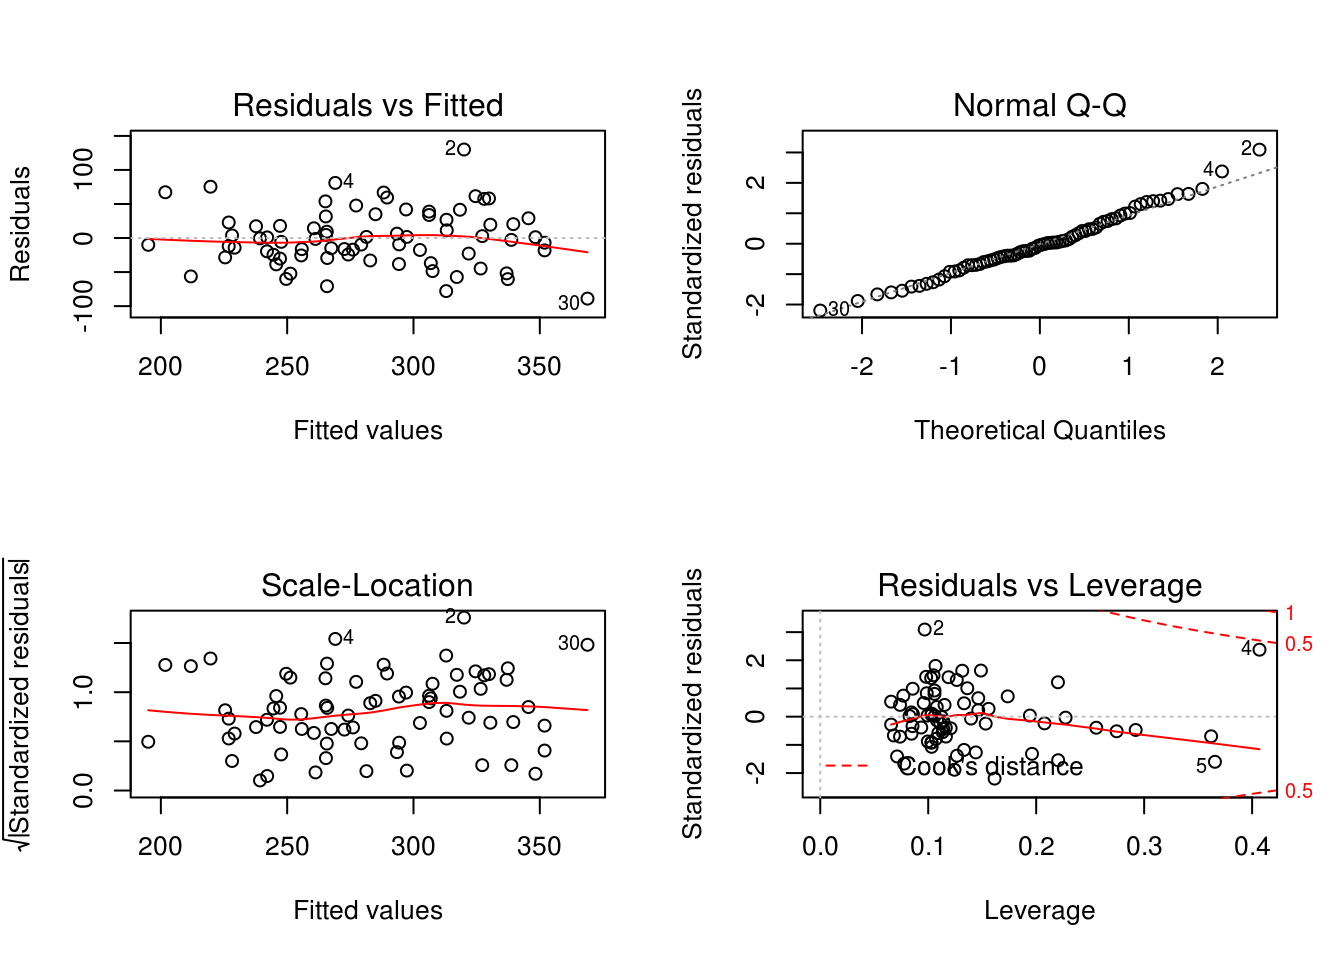 Residuals vs Fitted
Residuals
100
0
-100
2
4
30
200 250 300 350
Fitted values
Normal Q-Q
Standardized residuals
2
0
-2
2
4
30
-2 -1 0 1 2
Theoretical Quantiles
Scale-Location
√|Standardized residuals|
1.0
0.0
2
4
30
200 250 300 350
Fitted values
Residuals vs Leverage
Standardized residuals
2
0
-2
2
4
5
1
0.5
0.5
Cook's distance
0.0 0.1 0.2 0.3 0.4
Leverage